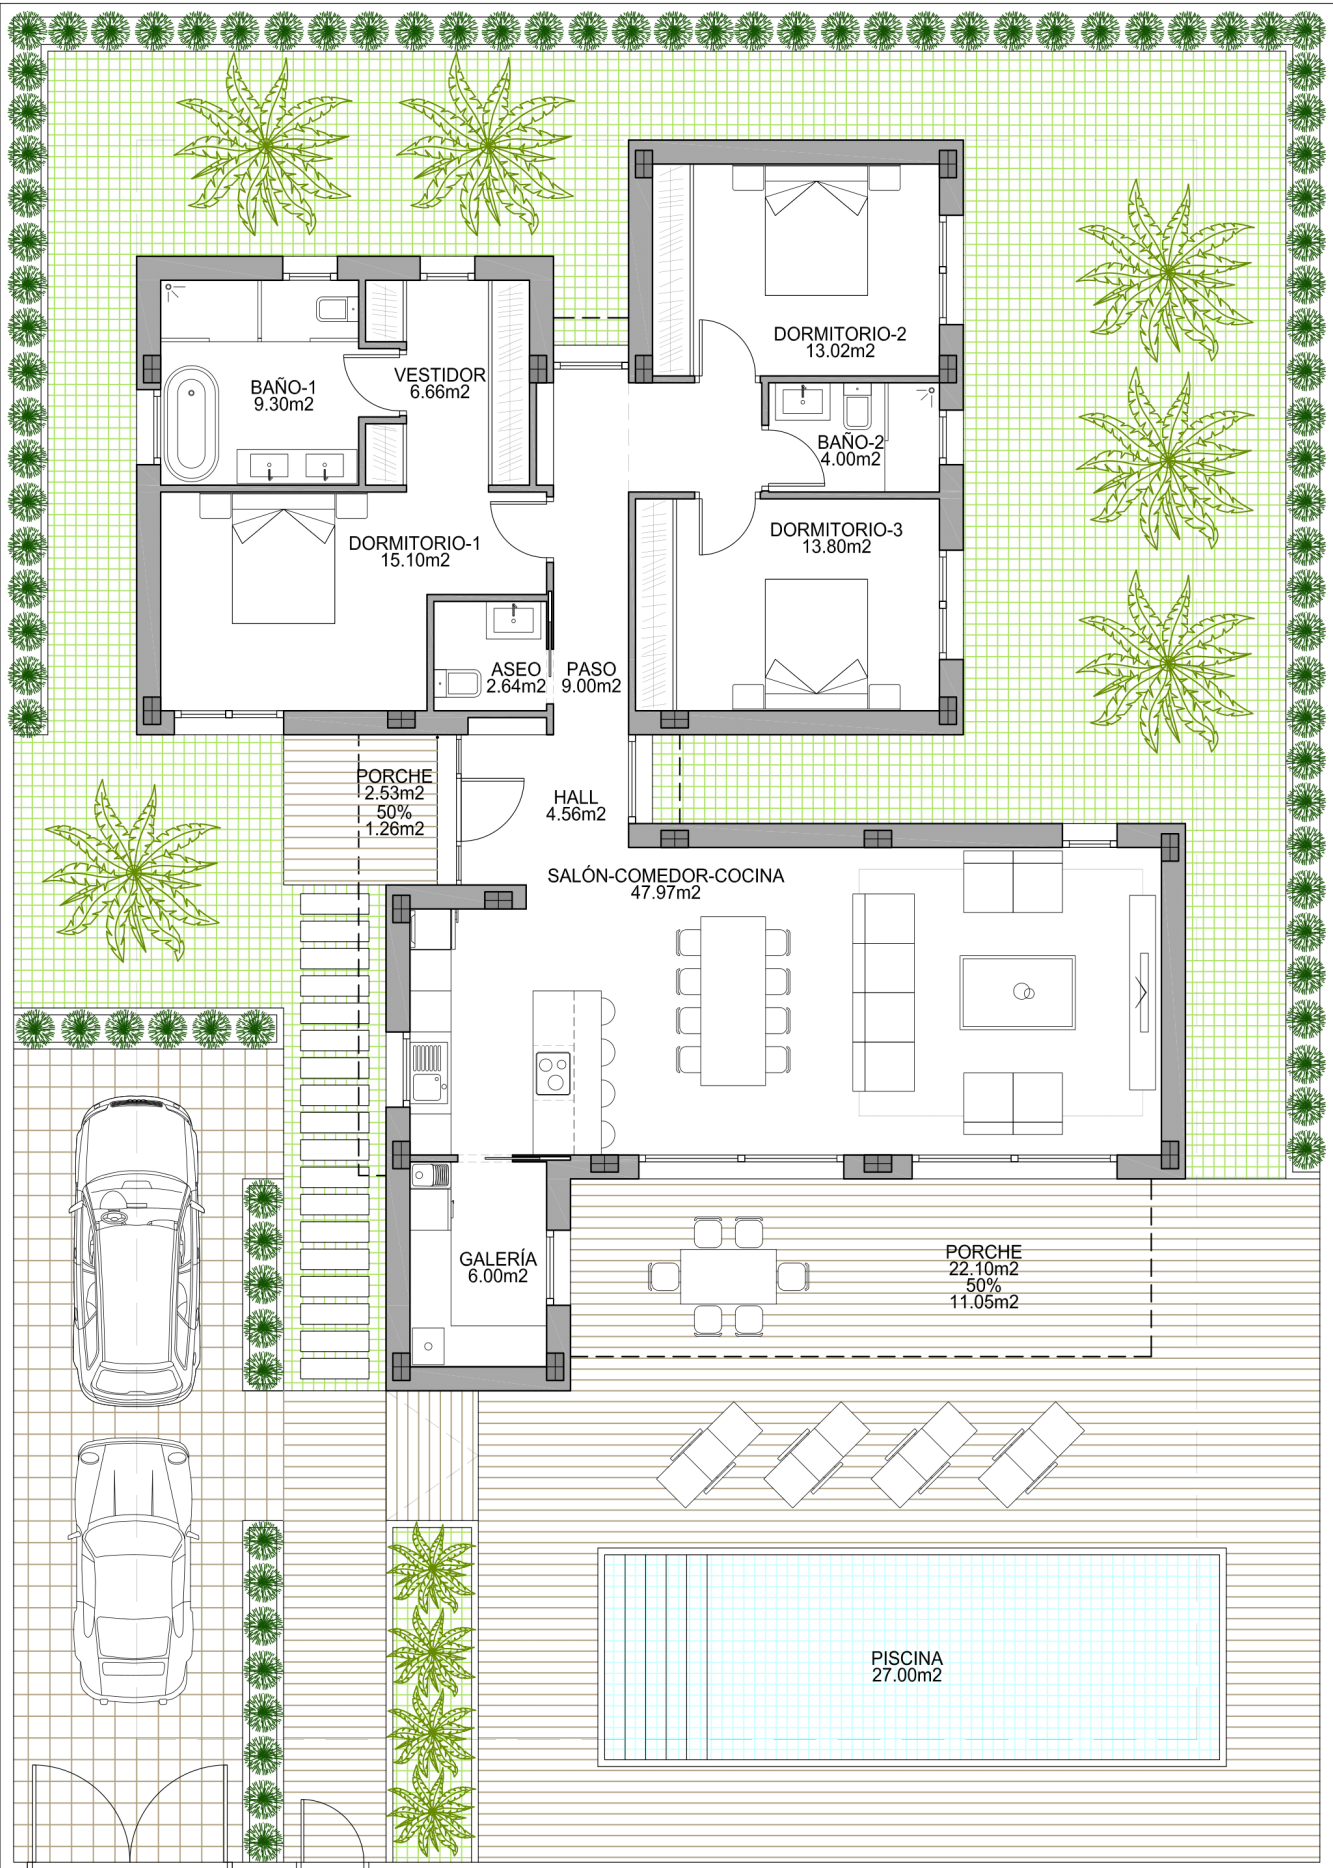 DORMITORIO-2
13.02m2
BAÑO-1
9.30m2
VESTIDOR
6.66m2
BAÑO-2
4.00m2
DORMITORIO-1
15.10m2
DORMITORIO-3
13.80m2
ASEO
2.64m2
PASO
9.00m2
PORCHE
2.53m2
50%
1.26m2
HALL
4.56m2
SALÓN-COMEDOR-COCINA
47.97m2
GALERÍA
6.00m2
PORCHE
22.10m2
50%
11.05m2
PISCINA
27.00m2